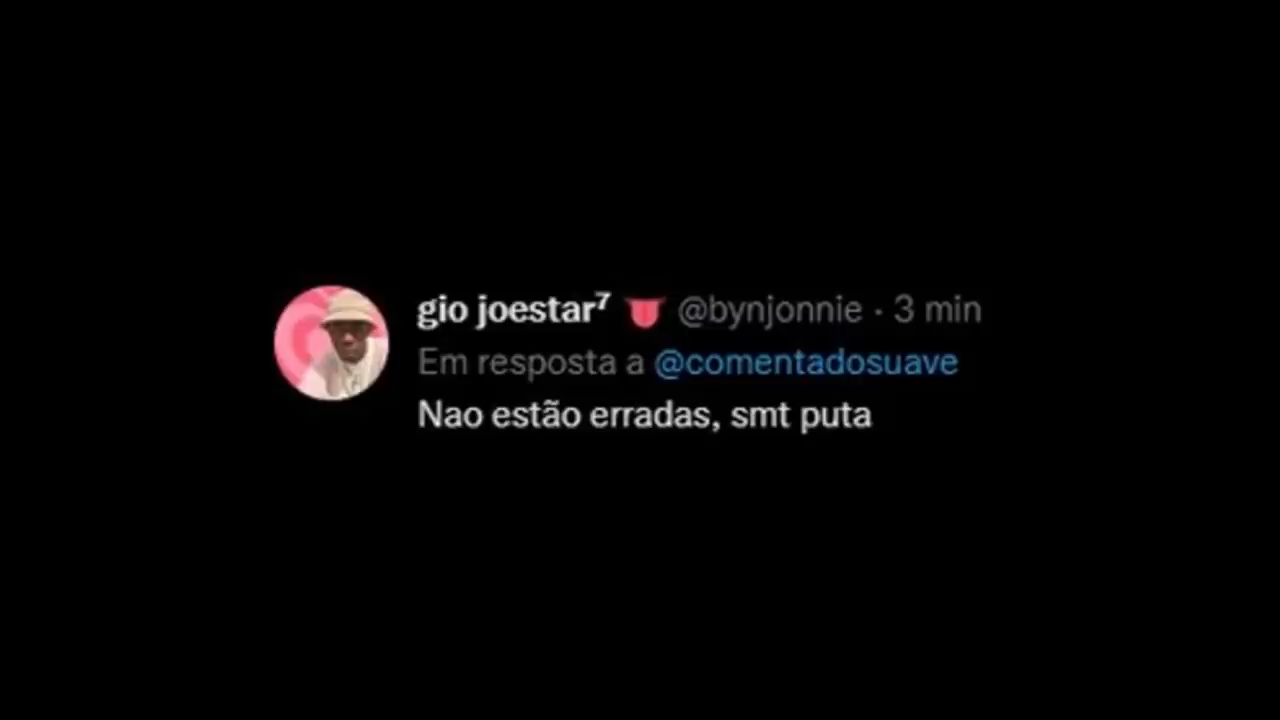 gio joestar⁷ 👅 @bynjonnie · 3 min
Em resposta a @comentadosuave
Nao estão erradas, smt puta